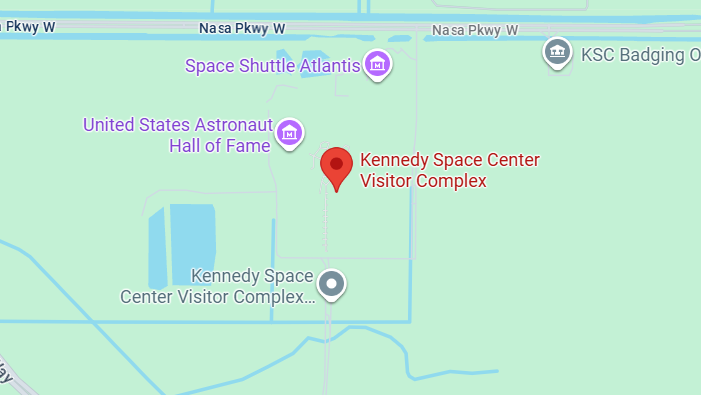 Nasa Pkwy W
Nasa Pkwy W
Pkwy W
Space Shuttle Atlantis
KSC Badging O
United States Astronaut
Hall of Fame
Kennedy Space Center
Visitor Complex
Kennedy Space
Center Visitor Complex...